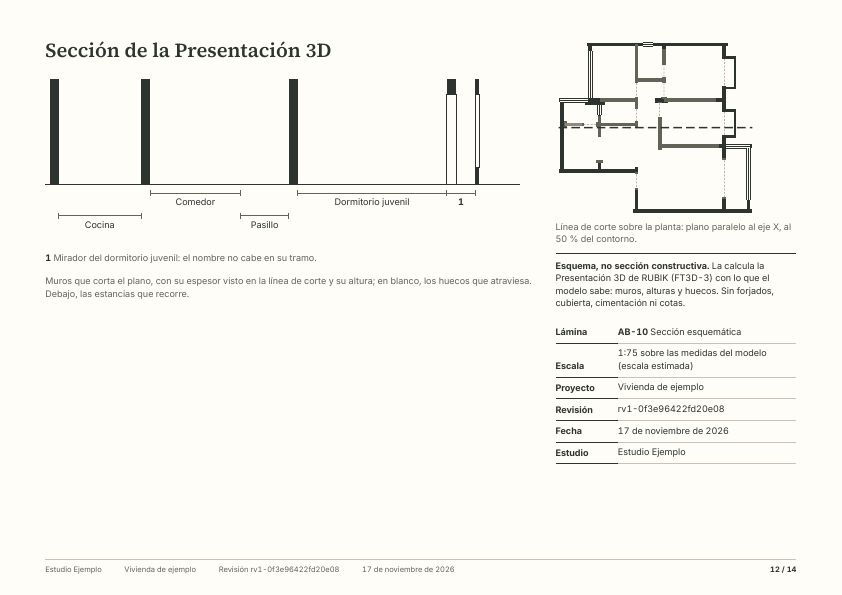 Sección de la Presentación 3D
Comedor
Dormitorio juvenil
1
Cocina
Pasillo
1 Mirador del dormitorio juvenil: el nombre no cabe en su tramo.
Muros que corta el plano, con su espesor visto en la línea de corte y su altura; en blanco, los huecos que atraviesa.
Debajo, las estancias que recorre.
Línea de corte sobre la planta: plano paralelo al eje X, al
50 % del contorno.
Esquema, no sección constructiva. La calcula la
Presentación 3D de RUBIK (FT3D-3) con lo que el
modelo sabe: muros, alturas y huecos. Sin forjados,
cubierta, cimentación ni cotas.
Lámina AB-10 Sección esquemática
Escala 1:75 sobre las medidas del modelo
(escala estimada)
Proyecto Vivienda de ejemplo
Revisión rv1-0f3e96422fd20e08
Fecha 17 de noviembre de 2026
Estudio Estudio Ejemplo
Estudio Ejemplo Vivienda de ejemplo Revisión rv1-0f3e96422fd20e08 17 de noviembre de 2026 12 / 14